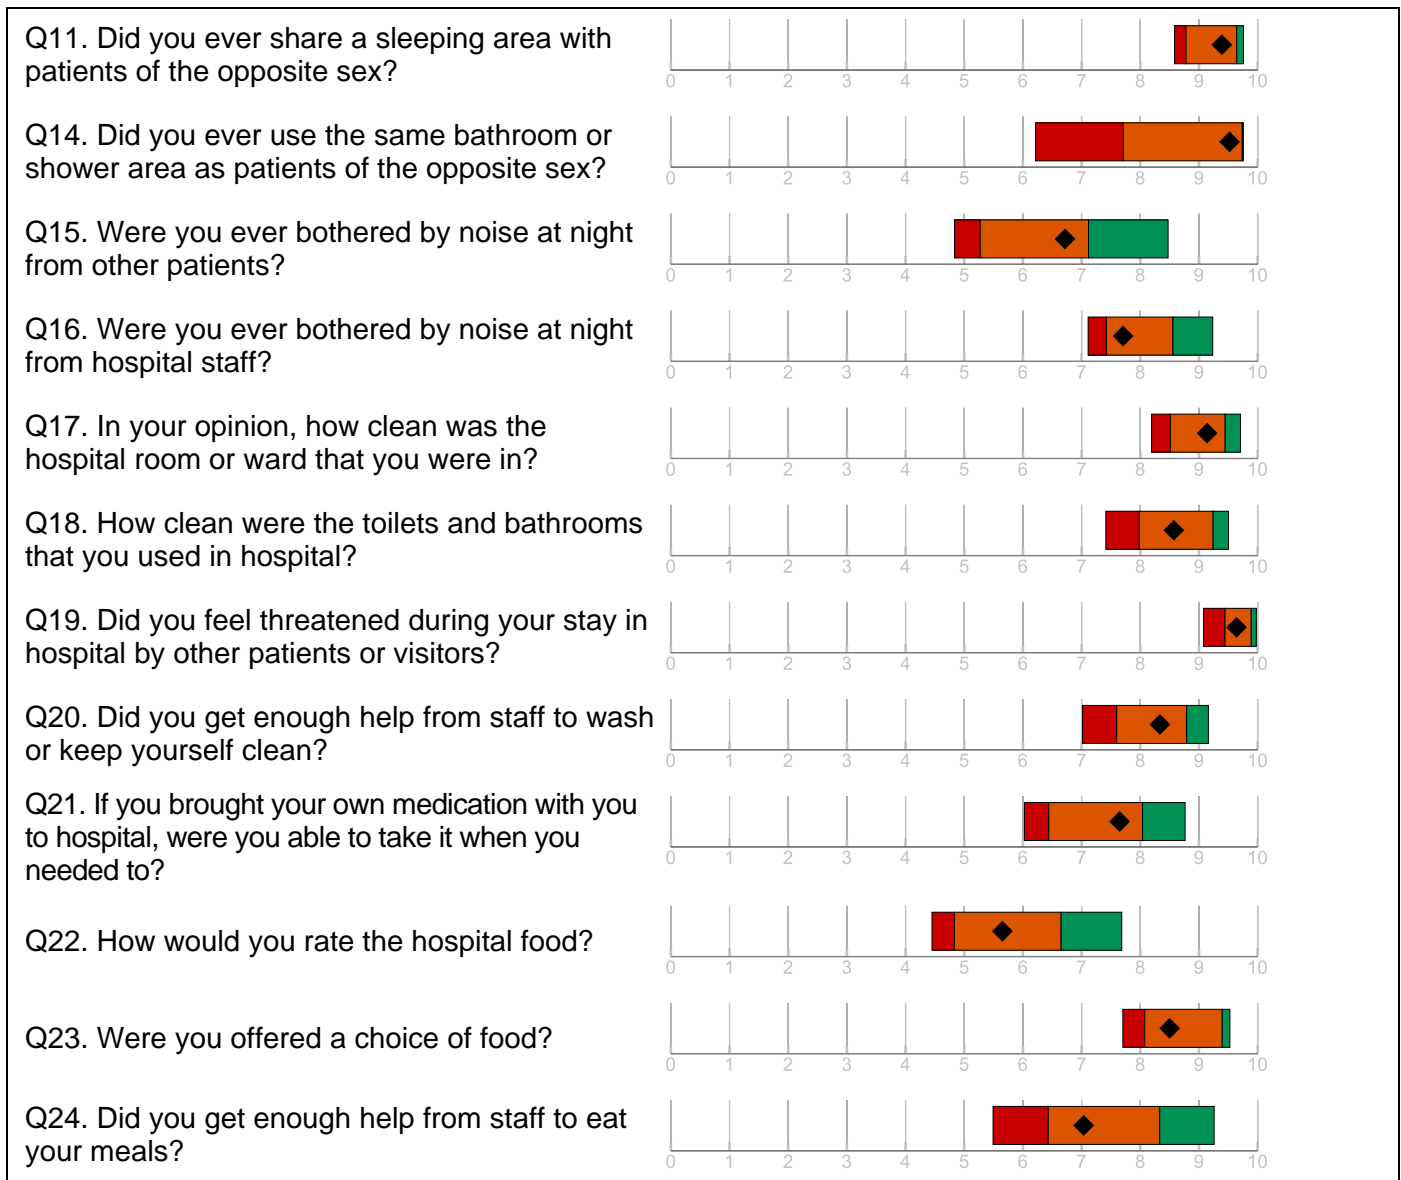 Q11. Did you ever share a sleeping area with
patients of the opposite sex?
0 1 2 3 4 5 6 7 8 9 10
Q14. Did you ever use the same bathroom or
shower area as patients of the opposite sex?
0 1 2 3 4 5 6 7 8 9 10
Q15. Were you ever bothered by noise at night
from other patients?
0 1 2 3 4 5 6 7 8 9 10
Q16. Were you ever bothered by noise at night
from hospital staff?
0 1 2 3 4 5 6 7 8 9 10
Q17. In your opinion, how clean was the
hospital room or ward that you were in?
0 1 2 3 4 5 6 7 8 9 10
Q18. How clean were the toilets and bathrooms
that you used in hospital?
0 1 2 3 4 5 6 7 8 9 10
Q19. Did you feel threatened during your stay in
hospital by other patients or visitors?
0 1 2 3 4 5 6 7 8 9 10
Q20. Did you get enough help from staff to wash
or keep yourself clean?
0 1 2 3 4 5 6 7 8 9 10
Q21. If you brought your own medication with you
to hospital, were you able to take it when you
needed to?
0 1 2 3 4 5 6 7 8 9 10
Q22. How would you rate the hospital food?
0 1 2 3 4 5 6 7 8 9 10
Q23. Were you offered a choice of food?
0 1 2 3 4 5 6 7 8 9 10
Q24. Did you get enough help from staff to eat
your meals?
0 1 2 3 4 5 6 7 8 9 10